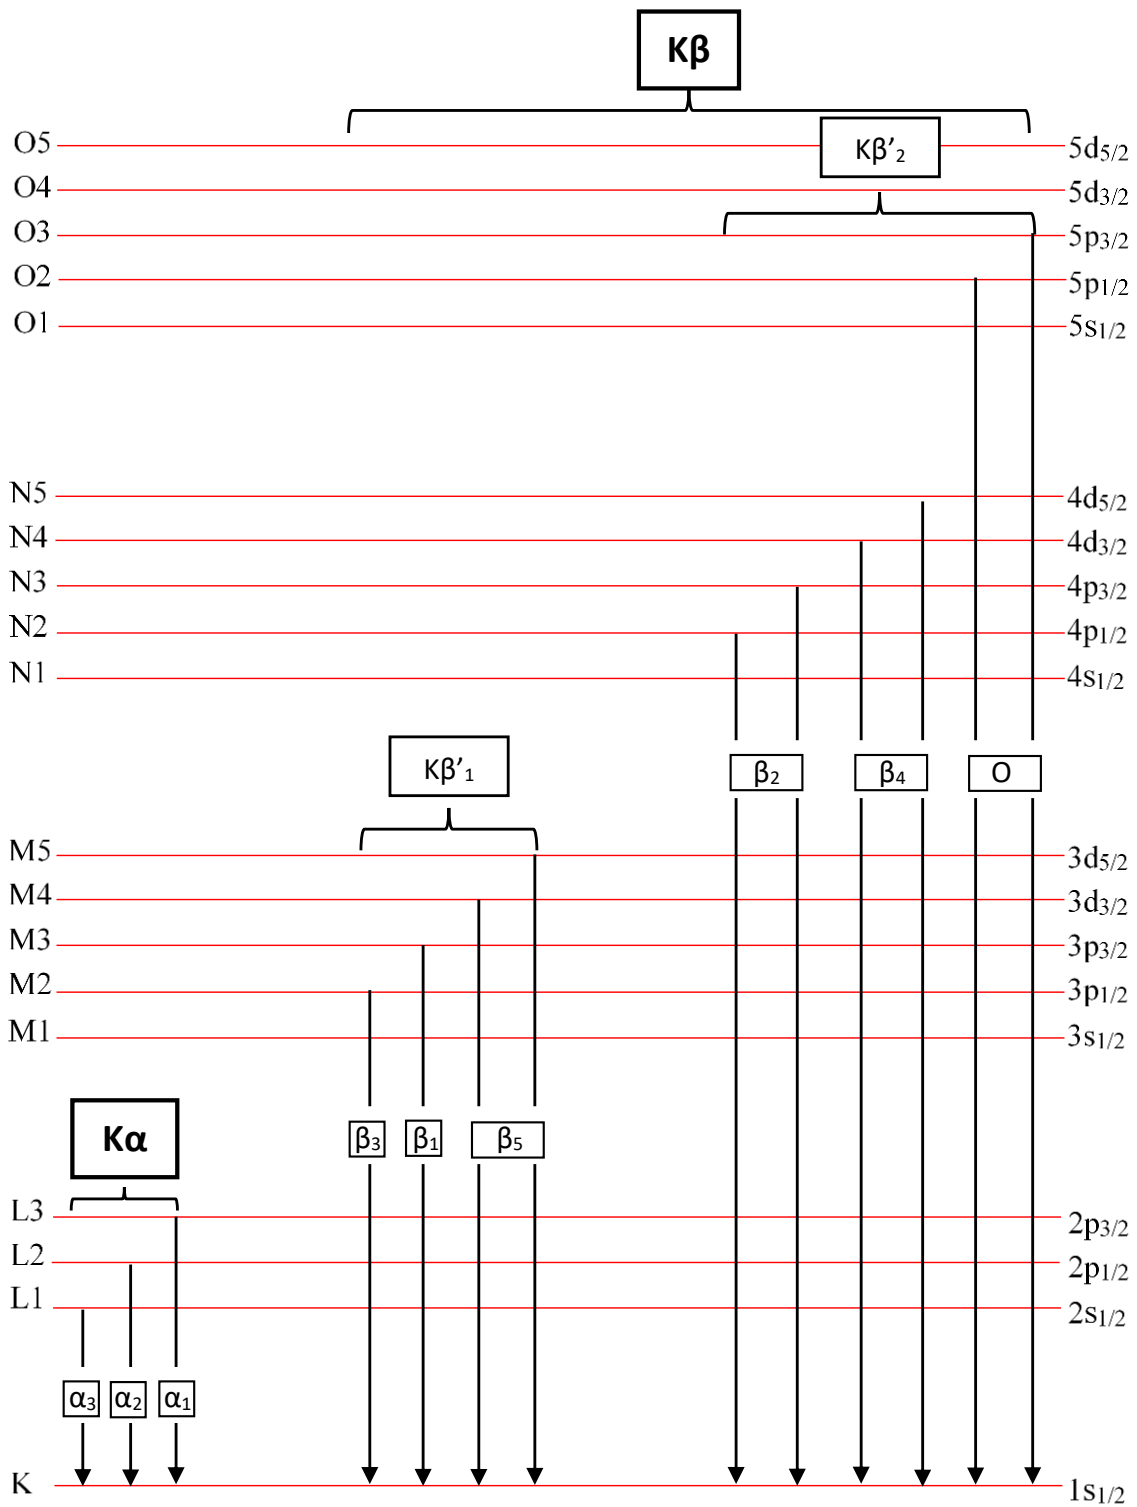 Kβ
O5 Kβ’₂ 5d₅/₂
O4 5d₃/₂
O3 5p₃/₂
O2 5p₁/₂
O1 5s₁/₂
N5 4d₅/₂
N4 4d₃/₂
N3 4p₃/₂
N2 4p₁/₂
N1 4s₁/₂
Kβ’₁ β₂ β₄ O
M5 3d₅/₂
M4 3d₃/₂
M3 3p₃/₂
M2 3p₁/₂
M1 3s₁/₂
Kα β₃ β₁ β₅
L3 2p₃/₂
L2 2p₁/₂
L1 2s₁/₂
α₃ α₂ α₁
K 1s₁/₂